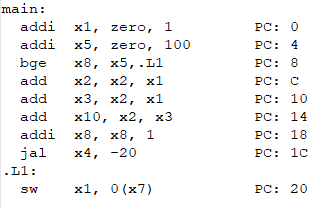 main:
addi x1, zero, 1 PC: 0
addi x5, zero, 100 PC: 4
bge x8, x5,.L1 PC: 8
add x2, x2, x1 PC: C
add x3, x2, x1 PC: 10
add x10, x2, x3 PC: 14
addi x8, x8, 1 PC: 18
jal x4, -20 PC: 1C
.L1:
sw x1, 0(x7) PC: 20